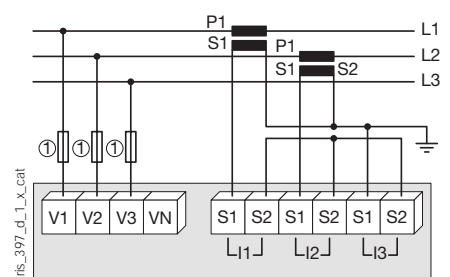 P1 L1
S1 P1 L2
S1 S2 L3
① ① ①
V1 V2 V3 VN S1 S2 S1 S2 S1 S2
I1 I2 I3
ris_397_d_1_x_cat